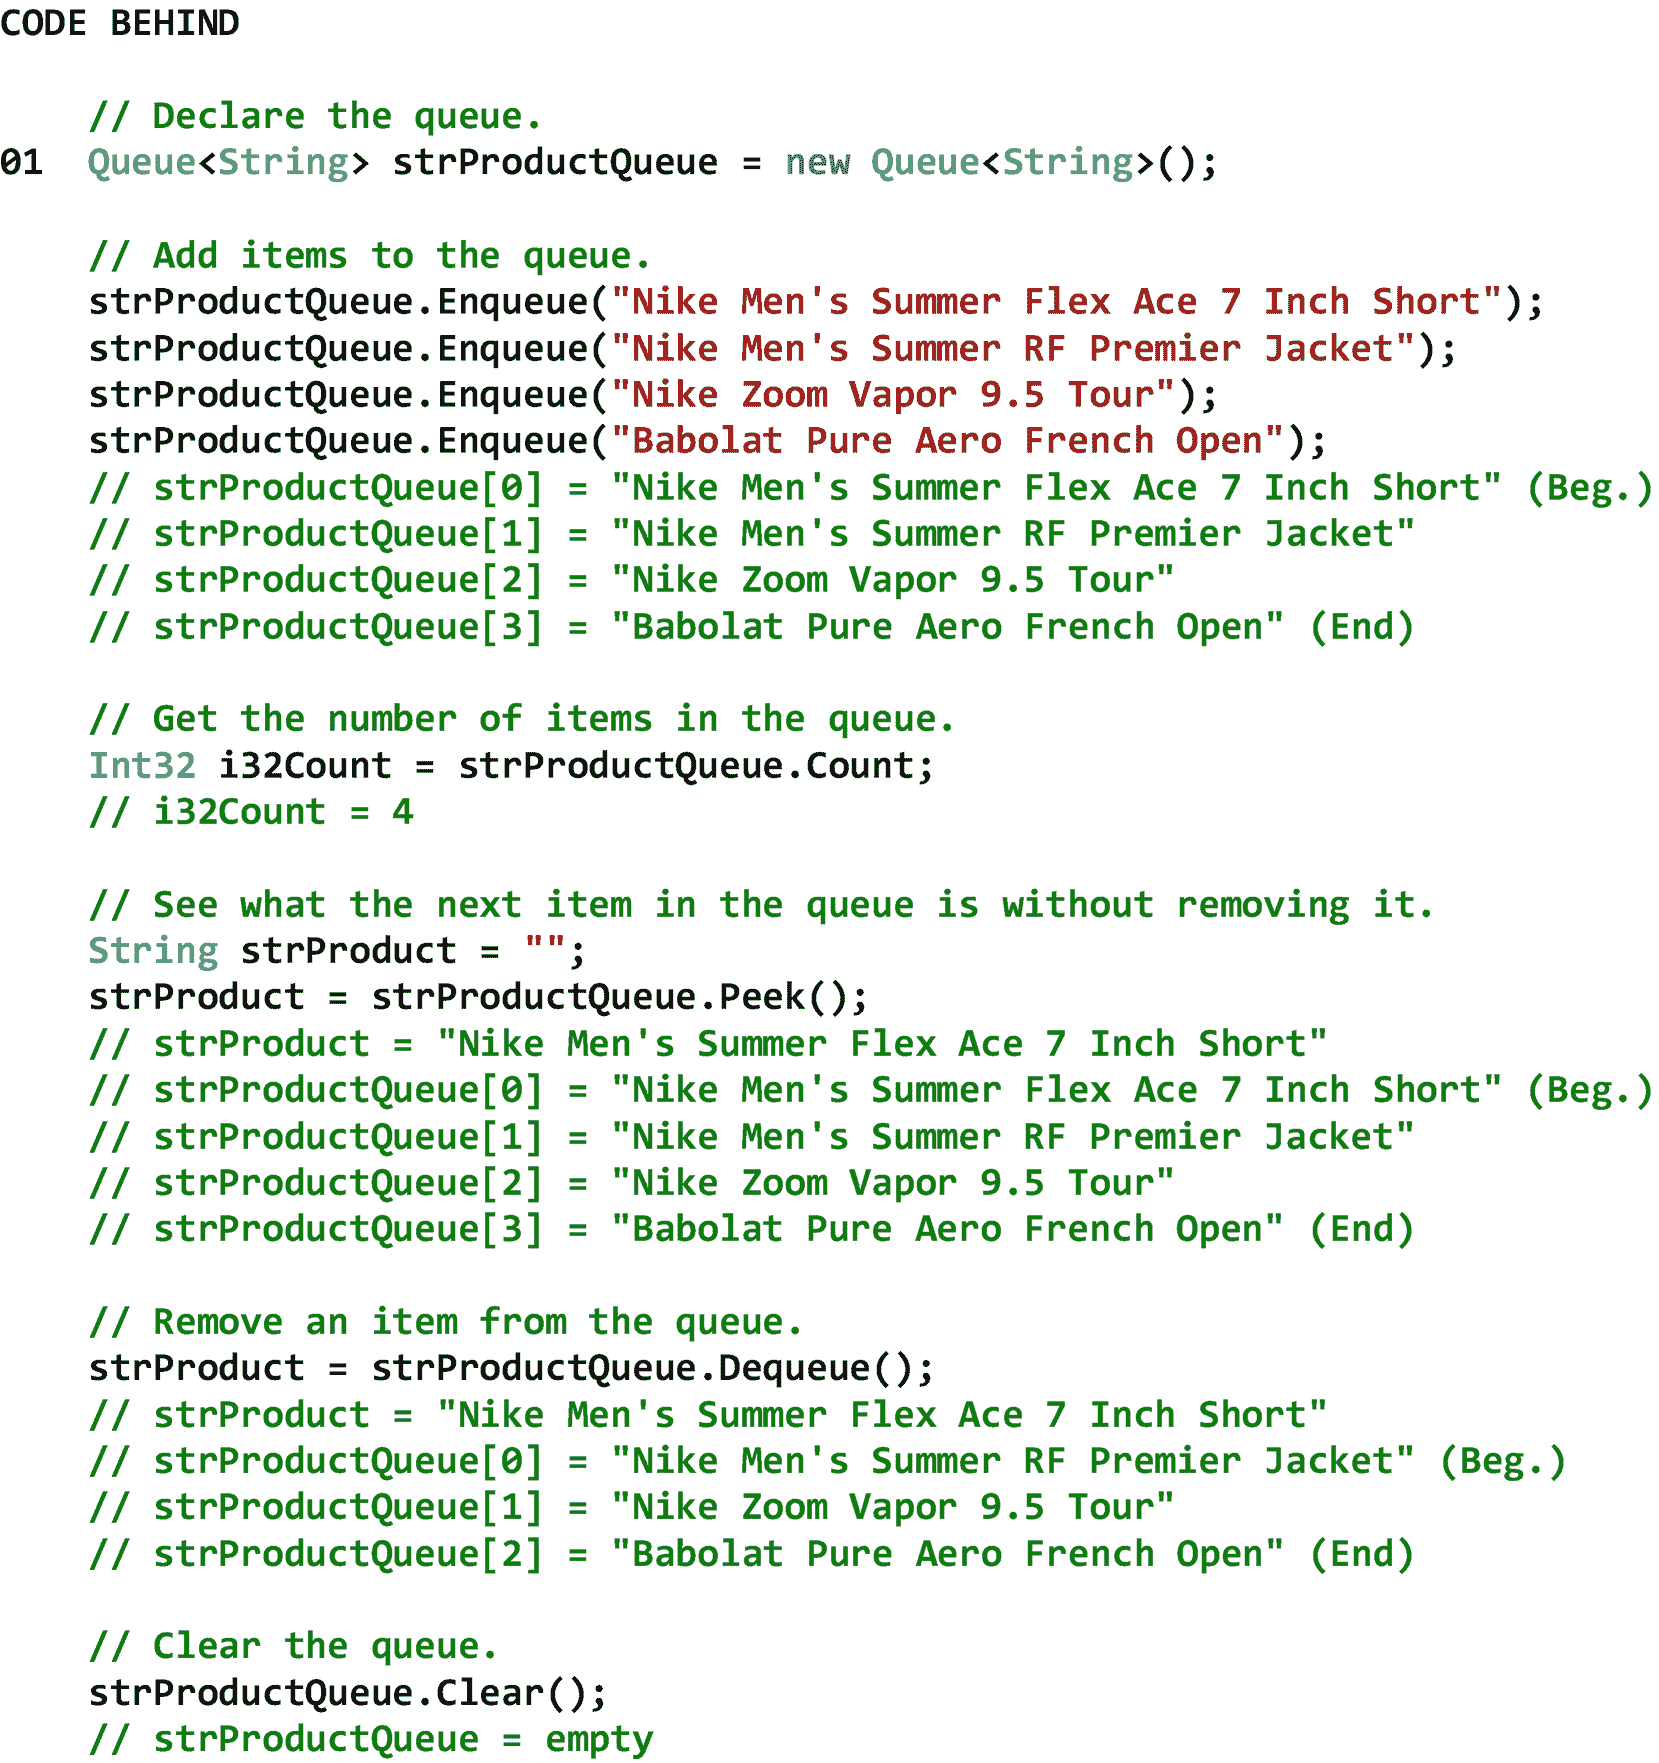 CODE BEHIND
// Declare the queue.
01 Queue<String> strProductQueue = new Queue<String>();
// Add items to the queue.
strProductQueue.Enqueue("Nike Men's Summer Flex Ace 7 Inch Short");
strProductQueue.Enqueue("Nike Men's Summer RF Premier Jacket");
strProductQueue.Enqueue("Nike Zoom Vapor 9.5 Tour");
strProductQueue.Enqueue("Babolat Pure Aero French Open");
// strProductQueue[0] = "Nike Men's Summer Flex Ace 7 Inch Short" (Beg.)
// strProductQueue[1] = "Nike Men's Summer RF Premier Jacket"
// strProductQueue[2] = "Nike Zoom Vapor 9.5 Tour"
// strProductQueue[3] = "Babolat Pure Aero French Open" (End)
// Get the number of items in the queue.
Int32 i32Count = strProductQueue.Count;
// i32Count = 4
// See what the next item in the queue is without removing it.
String strProduct = "";
strProduct = strProductQueue.Peek();
// strProduct = "Nike Men's Summer Flex Ace 7 Inch Short"
// strProductQueue[0] = "Nike Men's Summer Flex Ace 7 Inch Short" (Beg.)
// strProductQueue[1] = "Nike Men's Summer RF Premier Jacket"
// strProductQueue[2] = "Nike Zoom Vapor 9.5 Tour"
// strProductQueue[3] = "Babolat Pure Aero French Open" (End)
// Remove an item from the queue.
strProduct = strProductQueue.Dequeue();
// strProduct = "Nike Men's Summer Flex Ace 7 Inch Short"
// strProductQueue[0] = "Nike Men's Summer RF Premier Jacket" (Beg.)
// strProductQueue[1] = "Nike Zoom Vapor 9.5 Tour"
// strProductQueue[2] = "Babolat Pure Aero French Open" (End)
// Clear the queue.
strProductQueue.Clear();
// strProductQueue = empty